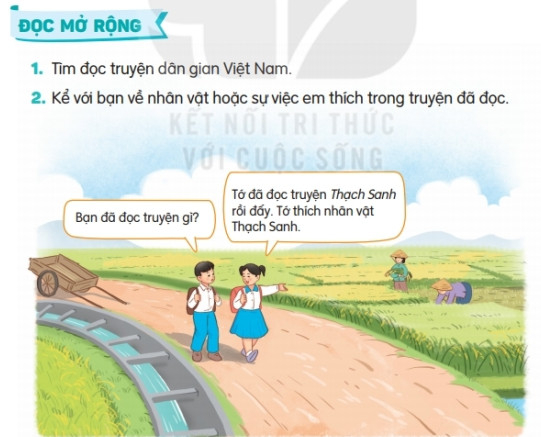 ĐỌC MỞ RỘNG
1. Tìm đọc truyện dân gian Việt Nam.
2. Kể với bạn về nhân vật hoặc sự việc em thích trong truyện đã đọc.
KẾT NỐI TRI THỨC
VỚI CUỘC SỐNG
Bạn đã đọc truyện gì?
Tớ đã đọc truyện Thạch Sanh
rồi đấy. Tớ thích nhân vật
Thạch Sanh.